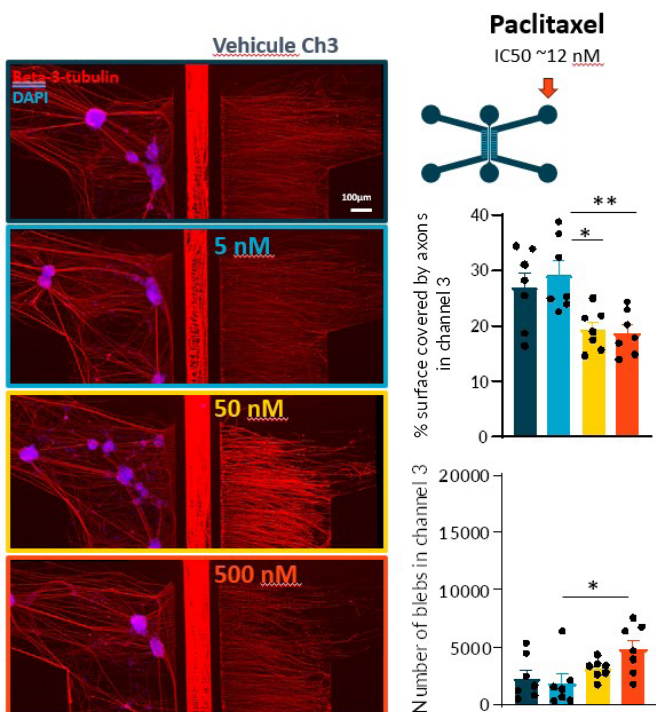 Vehicule Ch3
Beta-3-tubulin
DAPI
100µm
5 nM
50 nM
500 nM
Paclitaxel
IC50 ~12 nM
% surface covered by axons
in channel 3
40
30
20
10
0
**
*
Number of blebs in channel 3
20000
15000
10000
5000
0
*